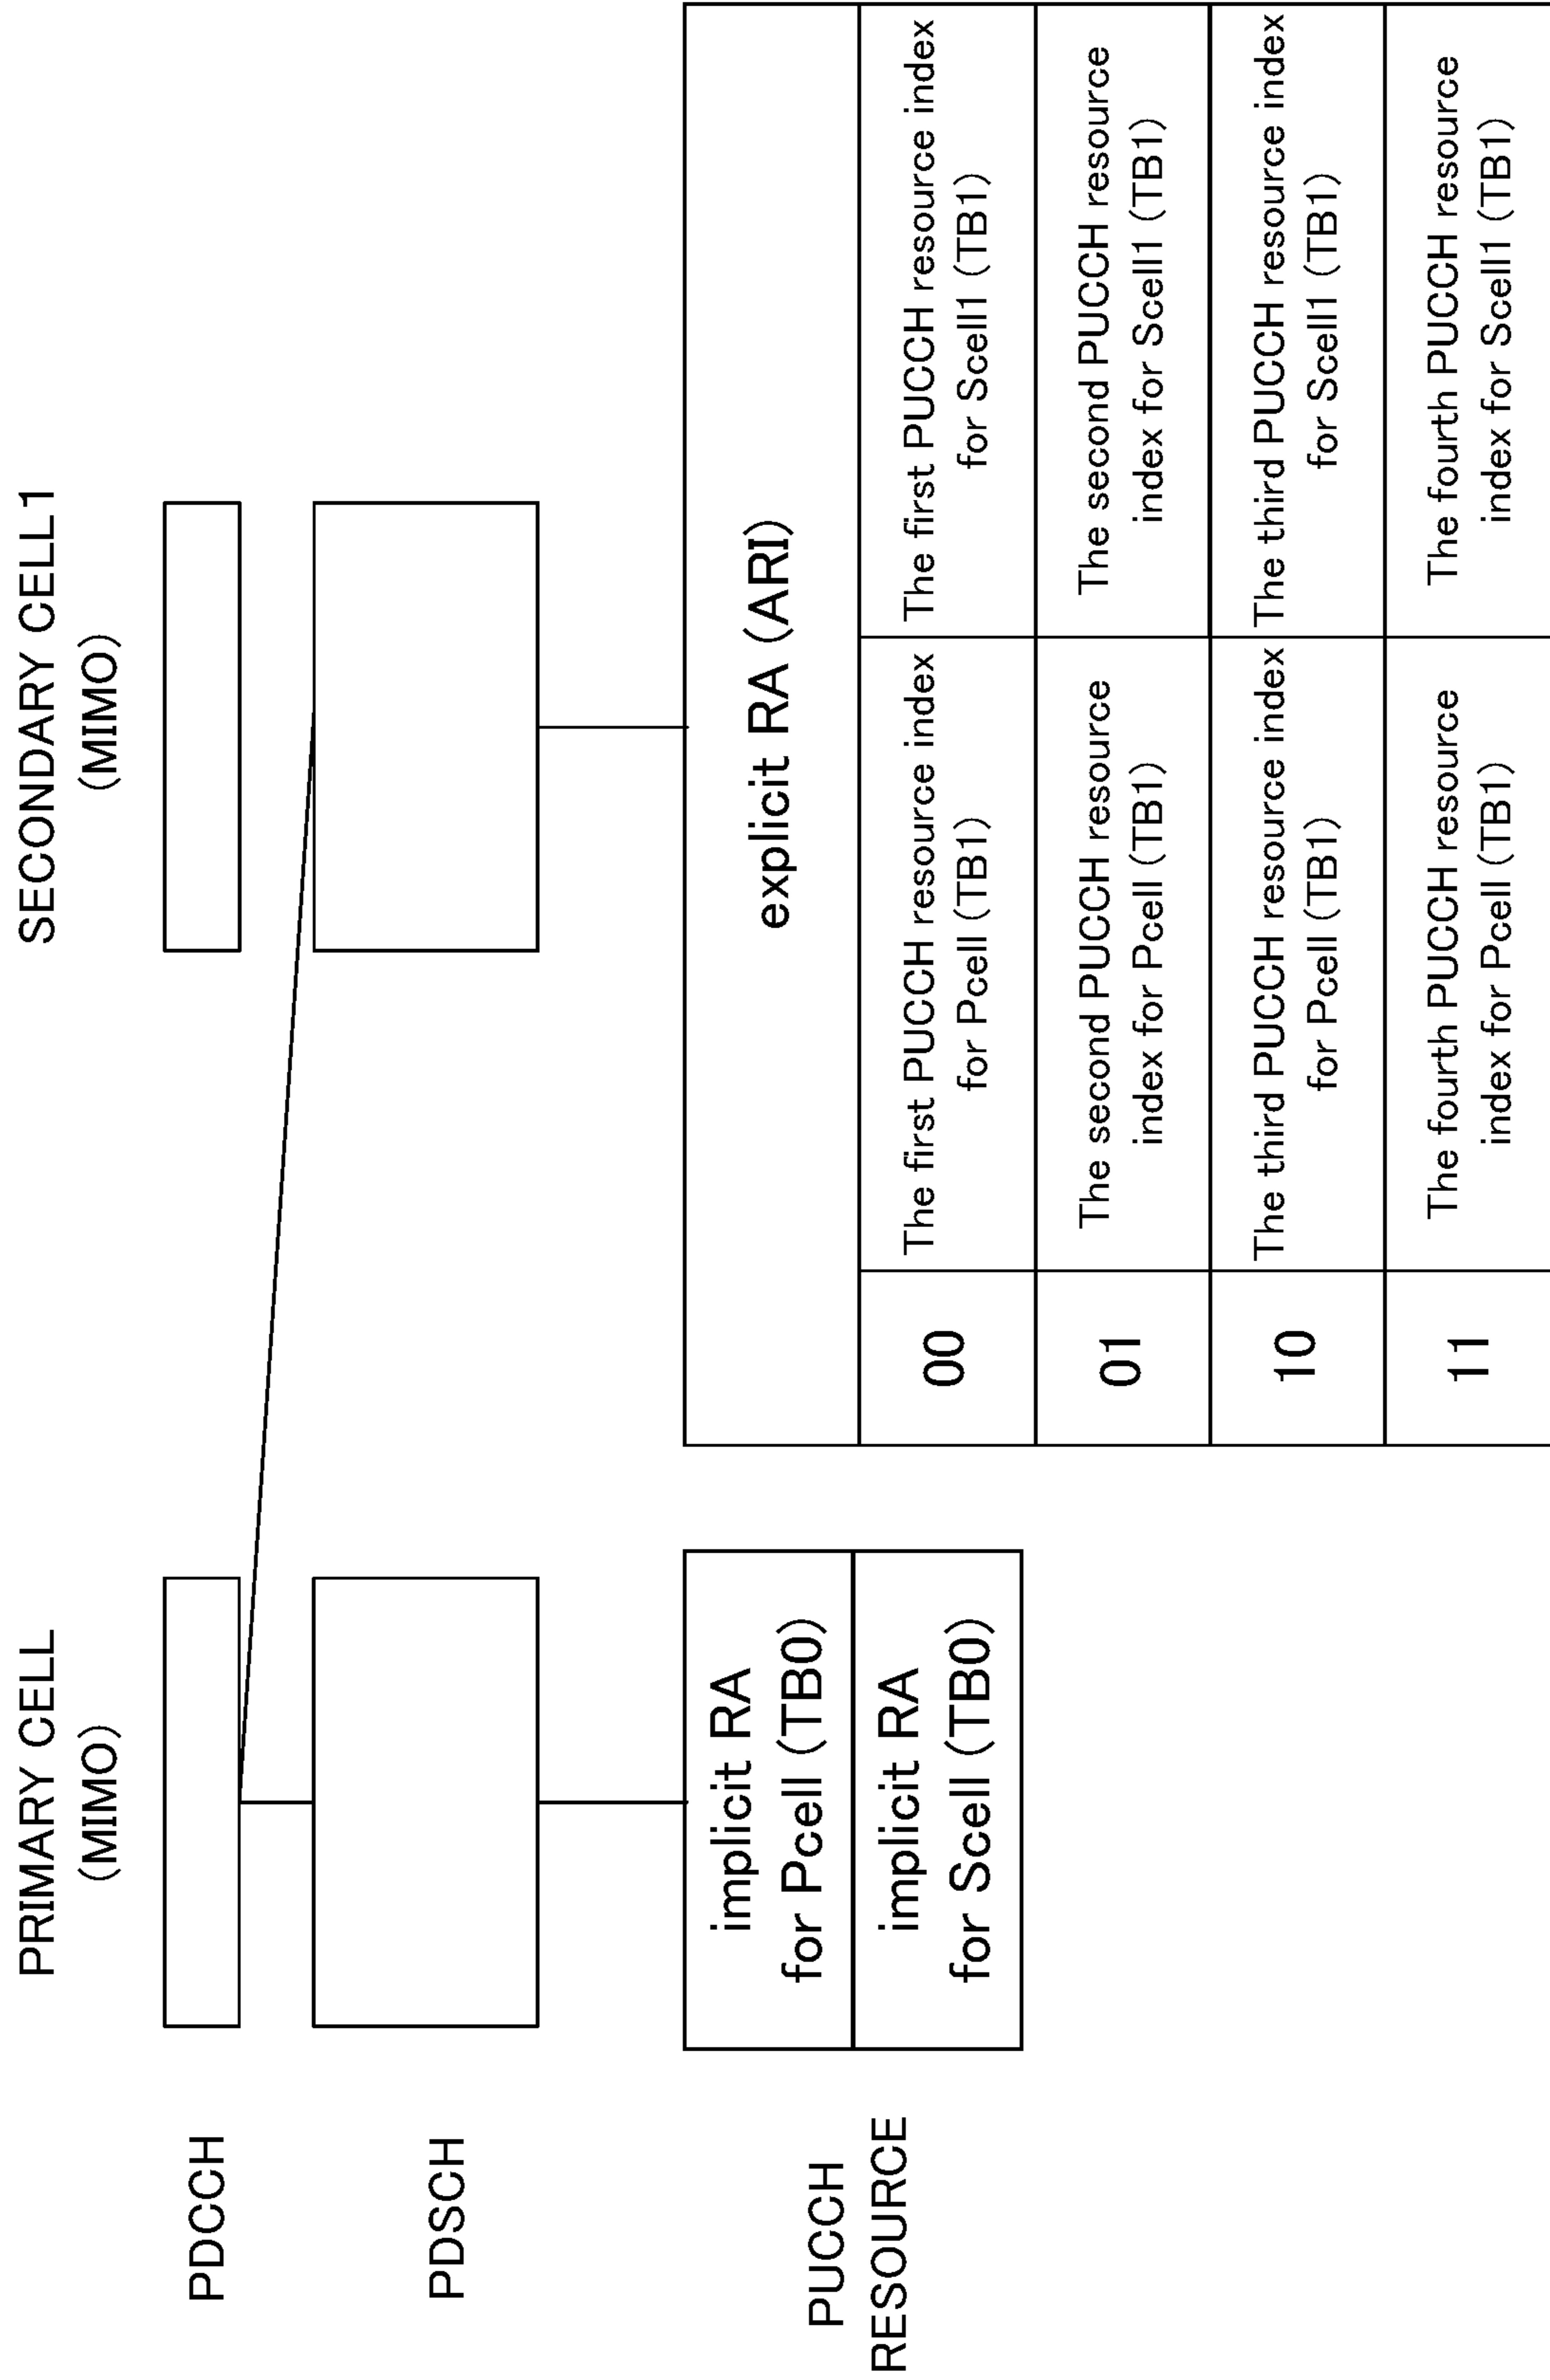 PRIMARY CELL
(MIMO)
SECONDARY CELL1
(MIMO)
PDCCH
PDSCH
PUCCH
RESOURCE
implicit RA
for Pcell (TB0)
implicit RA
for Scell (TB0)
explicit RA (ARI)
00
The first PUCCH resource index
for Pcell (TB1)
The first PUCCH resource index
for Scell1 (TB1)
01
The second PUCCH resource
index for Pcell (TB1)
The second PUCCH resource
index for Scell1 (TB1)
10
The third PUCCH resource index
for Pcell (TB1)
The third PUCCH resource index
for Scell1 (TB1)
11
The fourth PUCCH resource
index for Pcell (TB1)
The fourth PUCCH resource
index for Scell1 (TB1)